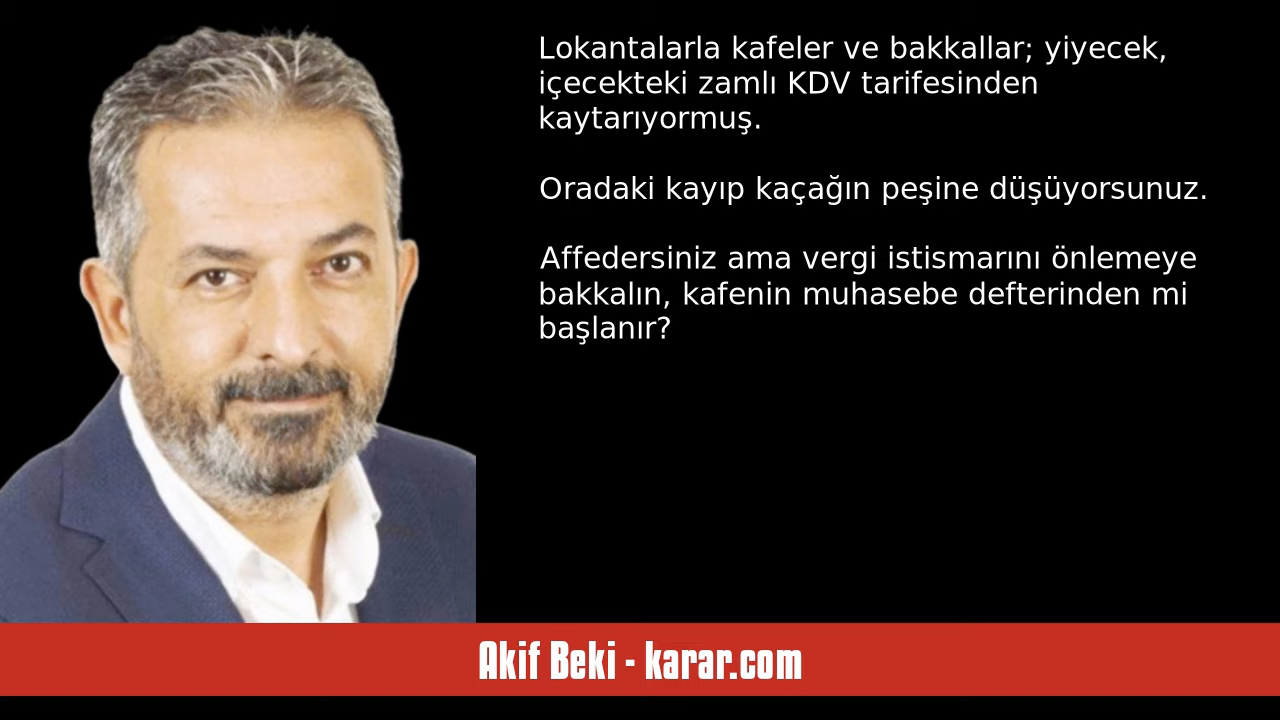 Lokantalarla kafeler ve bakkallar; yiyecek,
içecekteki zamlı KDV tarifesinden
kaytarıyormuş.
Oradaki kayıp kaçağın peşine düşüyorsunuz.
Affedersiniz ama vergi istismarını önlemeye
bakkalın, kafenin muhasebe defterinden mi
başlanır?
Akif Beki - karar.com